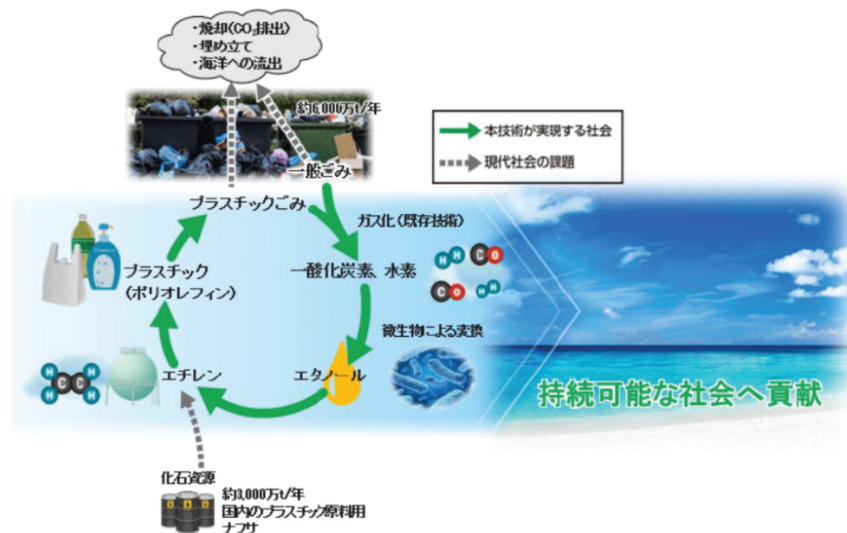 ・焼却(CO₂排出)
・埋め立て
・海洋への流出
約6,000万t/年
本技術が実現する社会
現代社会の課題
一般ごみ
プラスチックごみ
ガス化(既存技術)
プラスチック
(ポリオレフィン)
一酸化炭素、水素
H H C O
C O H H
微生物による変換
エチレン
エタノール
H H
C C
H H
持続可能な社会へ貢献
化石資源
約3,000万t/年
国内のプラスチック原料用
ナフサ